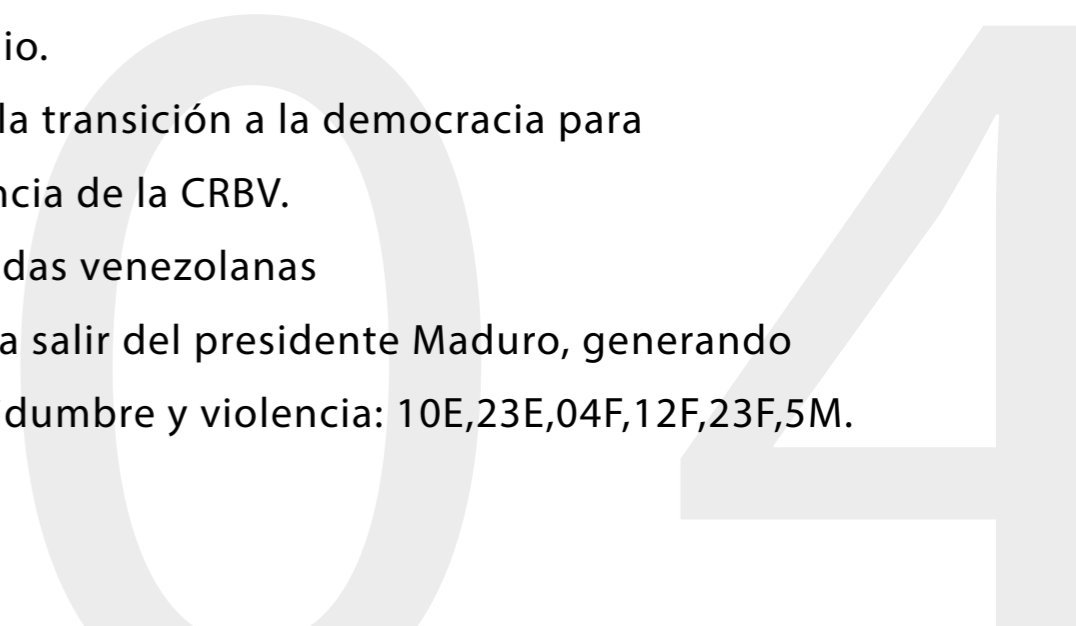 io.
la transición a la democracia para
ncia de la CRBV.
das venezolanas
a salir del presidente Maduro, generando
dumbre y violencia: 10E,23E,04F,12F,23F,5M.
04